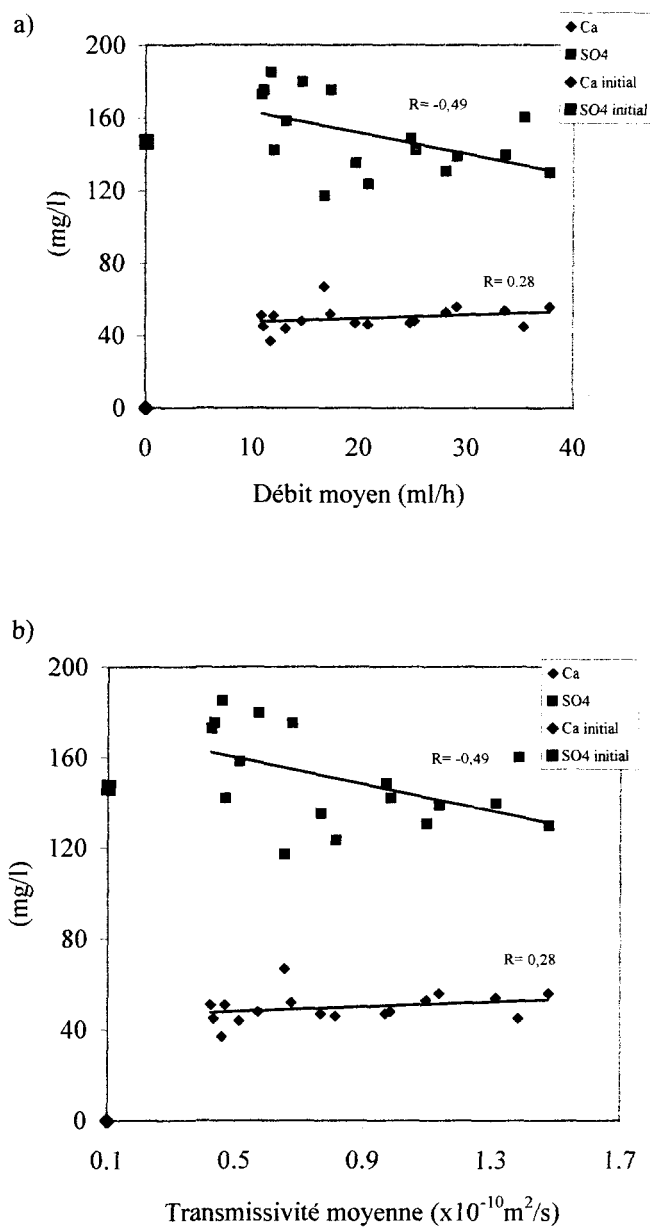 a)
200
160
120
80
40
0
(mg/l)
R= -0,49
R= 0.28
Ca
SO4
Ca initial
SO4 initial
0 10 20 30 40
Débit moyen (ml/h)
b)
200
160
120
80
40
0
(mg/l)
R= -0,49
R= 0,28
Ca
SO4
Ca initial
SO4 initial
0.1 0.5 0.9 1.3 1.7
Transmissivité moyenne (x10⁻¹⁰m²/s)